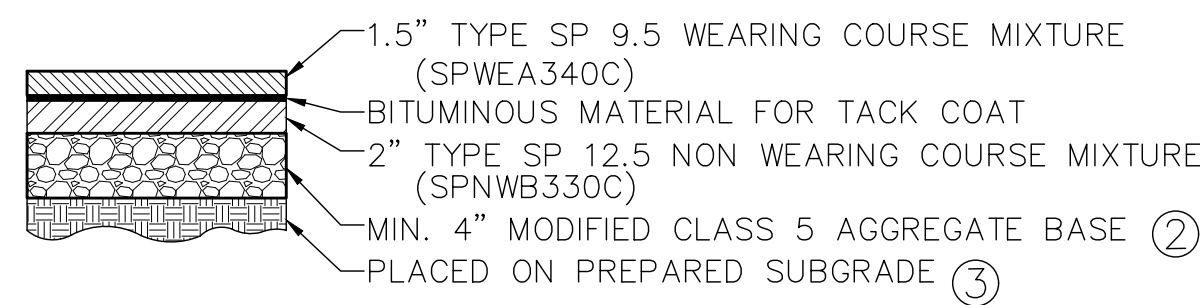 1.5” TYPE SP 9.5 WEARING COURSE MIXTURE
(SPWEA340C)
BITUMINOUS MATERIAL FOR TACK COAT
2” TYPE SP 12.5 NON WEARING COURSE MIXTURE
(SPNWB330C)
MIN. 4” MODIFIED CLASS 5 AGGREGATE BASE ②
PLACED ON PREPARED SUBGRADE ③